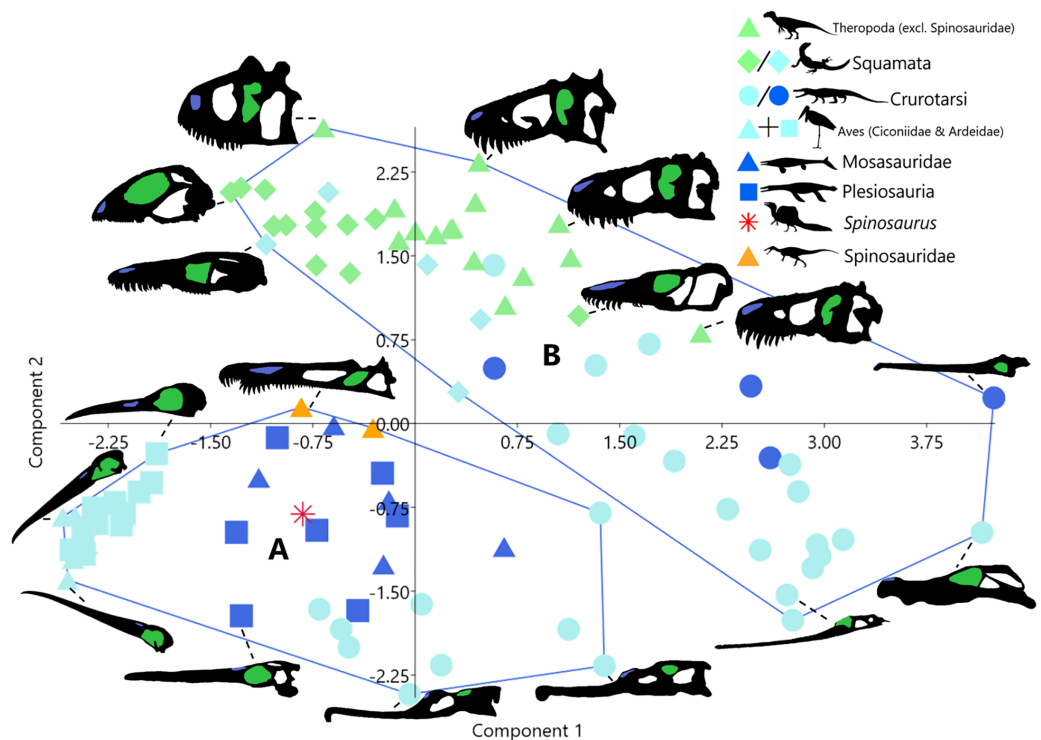 Theropoda (excl. Spinosauridae)
Squamata
Crurotarsi
Aves (Ciconiidae & Ardeidae)
Mosasauridae
Plesiosauria
Spinosaurus
Spinosauridae
/
/
+
2.25
1.50
0.75
0.00
-0.75
-1.50
-2.25
-2.25
-1.50
-0.75
0.75
1.50
2.25
3.00
3.75
B
A
Component 2
Component 1